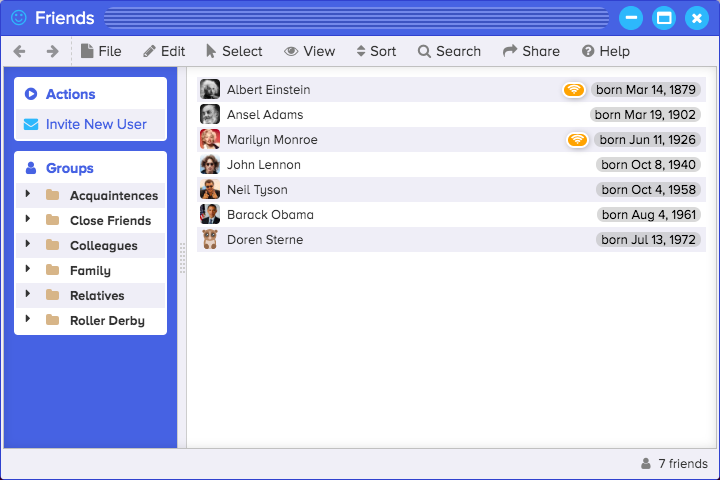 Friends
File Edit Select View Sort Search Share Help
Actions
Invite New User
Groups
Acquaintences
Close Friends
Colleagues
Family
Relatives
Roller Derby
Albert Einstein born Mar 14, 1879
Ansel Adams born Mar 19, 1902
Marilyn Monroe born Jun 11, 1926
John Lennon born Oct 8, 1940
Neil Tyson born Oct 4, 1958
Barack Obama born Aug 4, 1961
Doren Sterne born Jul 13, 1972
7 friends